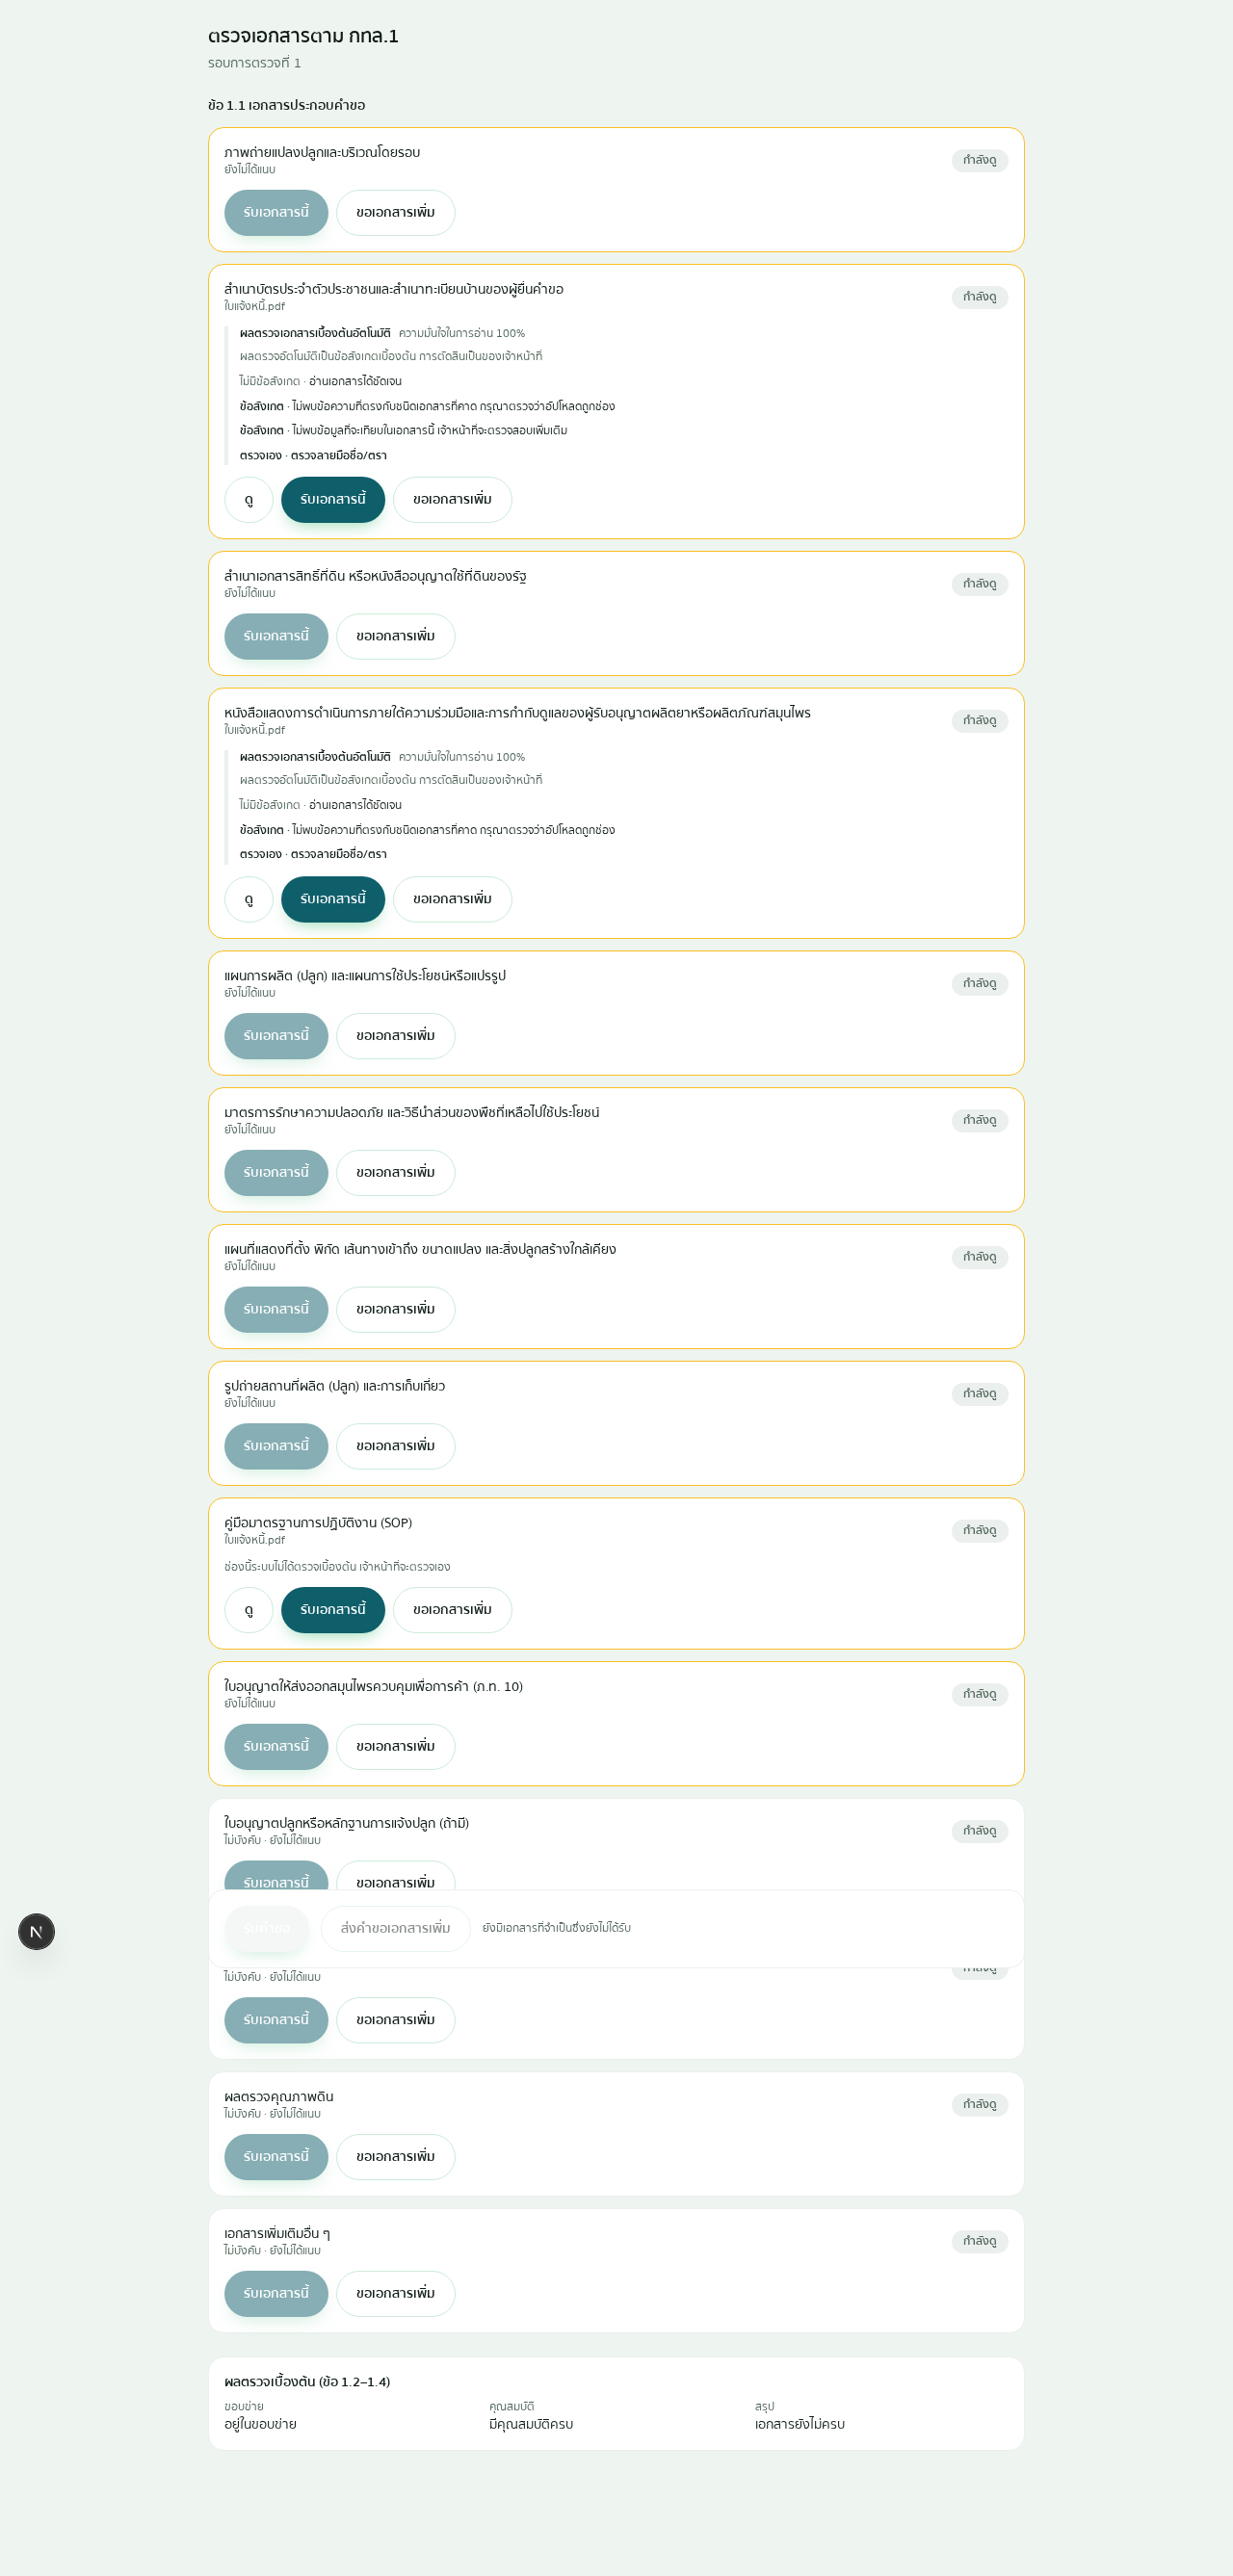 ตรวจเอกสารตาม กทล.1
รอบการตรวจที่ 1
ข้อ 1.1 เอกสารประกอบคำขอ
ภาพถ่ายแปลงปลูกและบริเวณโดยรอบ
กำลังดู
ยังไม่ได้แนบ
รับเอกสารนี้
ขอเอกสารเพิ่ม
สำเนาบัตรประจำตัวประชาชนและสำเนาทะเบียนบ้านของผู้ยื่นคำขอ
กำลังดู
ใบแจ้งหนี้.pdf
ผลตรวจเอกสารเบื้องต้นอัตโนมัติ ความมั่นใจในการอ่าน 100%
ผลตรวจอัตโนมัติเป็นข้อสังเกตเบื้องต้น การตัดสินเป็นของเจ้าหน้าที่
ไม่มีข้อสังเกต · อ่านเอกสารได้ชัดเจน
ข้อสังเกต · ไม่พบข้อความที่ตรงกับชนิดเอกสารที่คาด กรุณาตรวจว่าอัปโหลดถูกช่อง
ข้อสังเกต · ไม่พบข้อมูลที่จะเทียบในเอกสารนี้ เจ้าหน้าที่จะตรวจสอบเพิ่มเติม
ตรวจเอง · ตรวจลายมือชื่อ/ตรา
ดู
รับเอกสารนี้
ขอเอกสารเพิ่ม
สำเนาเอกสารสิทธิ์ที่ดิน หรือหนังสืออนุญาตใช้ที่ดินของรัฐ
กำลังดู
ยังไม่ได้แนบ
รับเอกสารนี้
ขอเอกสารเพิ่ม
หนังสือแสดงการดำเนินการภายใต้ความร่วมมือและการกำกับดูแลของผู้รับอนุญาตผลิตยาหรือผลิตภัณฑ์สมุนไพร
กำลังดู
ใบแจ้งหนี้.pdf
ผลตรวจเอกสารเบื้องต้นอัตโนมัติ ความมั่นใจในการอ่าน 100%
ผลตรวจอัตโนมัติเป็นข้อสังเกตเบื้องต้น การตัดสินเป็นของเจ้าหน้าที่
ไม่มีข้อสังเกต · อ่านเอกสารได้ชัดเจน
ข้อสังเกต · ไม่พบข้อความที่ตรงกับชนิดเอกสารที่คาด กรุณาตรวจว่าอัปโหลดถูกช่อง
ตรวจเอง · ตรวจลายมือชื่อ/ตรา
ดู
รับเอกสารนี้
ขอเอกสารเพิ่ม
แผนการผลิต (ปลูก) และแผนการใช้ประโยชน์หรือแปรรูป
กำลังดู
ยังไม่ได้แนบ
รับเอกสารนี้
ขอเอกสารเพิ่ม
มาตรการรักษาความปลอดภัย และวิธีนำส่วนของพืชที่เหลือไปใช้ประโยชน์
กำลังดู
ยังไม่ได้แนบ
รับเอกสารนี้
ขอเอกสารเพิ่ม
แผนที่แสดงที่ตั้ง พิกัด เส้นทางเข้าถึง ขนาดแปลง และสิ่งปลูกสร้างใกล้เคียง
กำลังดู
ยังไม่ได้แนบ
รับเอกสารนี้
ขอเอกสารเพิ่ม
รูปถ่ายสถานที่ผลิต (ปลูก) และการเก็บเกี่ยว
กำลังดู
ยังไม่ได้แนบ
รับเอกสารนี้
ขอเอกสารเพิ่ม
คู่มือมาตรฐานการปฏิบัติงาน (SOP)
กำลังดู
ใบแจ้งหนี้.pdf
ช่องนี้ระบบไม่ได้ตรวจเบื้องต้น เจ้าหน้าที่จะตรวจเอง
ดู
รับเอกสารนี้
ขอเอกสารเพิ่ม
ใบอนุญาตให้ส่งออกสมุนไพรควบคุมเพื่อการค้า (ภ.ท. 10)
กำลังดู
ยังไม่ได้แนบ
รับเอกสารนี้
ขอเอกสารเพิ่ม
ใบอนุญาตปลูกหรือหลักฐานการแจ้งปลูก (ถ้ามี)
กำลังดู
ไม่บังคับ · ยังไม่ได้แนบ
รับเอกสารนี้
ขอเอกสารเพิ่ม
รับคำขอ
ส่งคำขอเอกสารเพิ่ม
ยังมีเอกสารที่จำเป็นซึ่งยังไม่ได้รับ
กำลังดู
ไม่บังคับ · ยังไม่ได้แนบ
รับเอกสารนี้
ขอเอกสารเพิ่ม
ผลตรวจคุณภาพดิน
กำลังดู
ไม่บังคับ · ยังไม่ได้แนบ
รับเอกสารนี้
ขอเอกสารเพิ่ม
เอกสารเพิ่มเติมอื่น ๆ
กำลังดู
ไม่บังคับ · ยังไม่ได้แนบ
รับเอกสารนี้
ขอเอกสารเพิ่ม
ผลตรวจเบื้องต้น (ข้อ 1.2–1.4)
ขอบข่าย
อยู่ในขอบข่าย
คุณสมบัติ
มีคุณสมบัติครบ
สรุป
เอกสารยังไม่ครบ